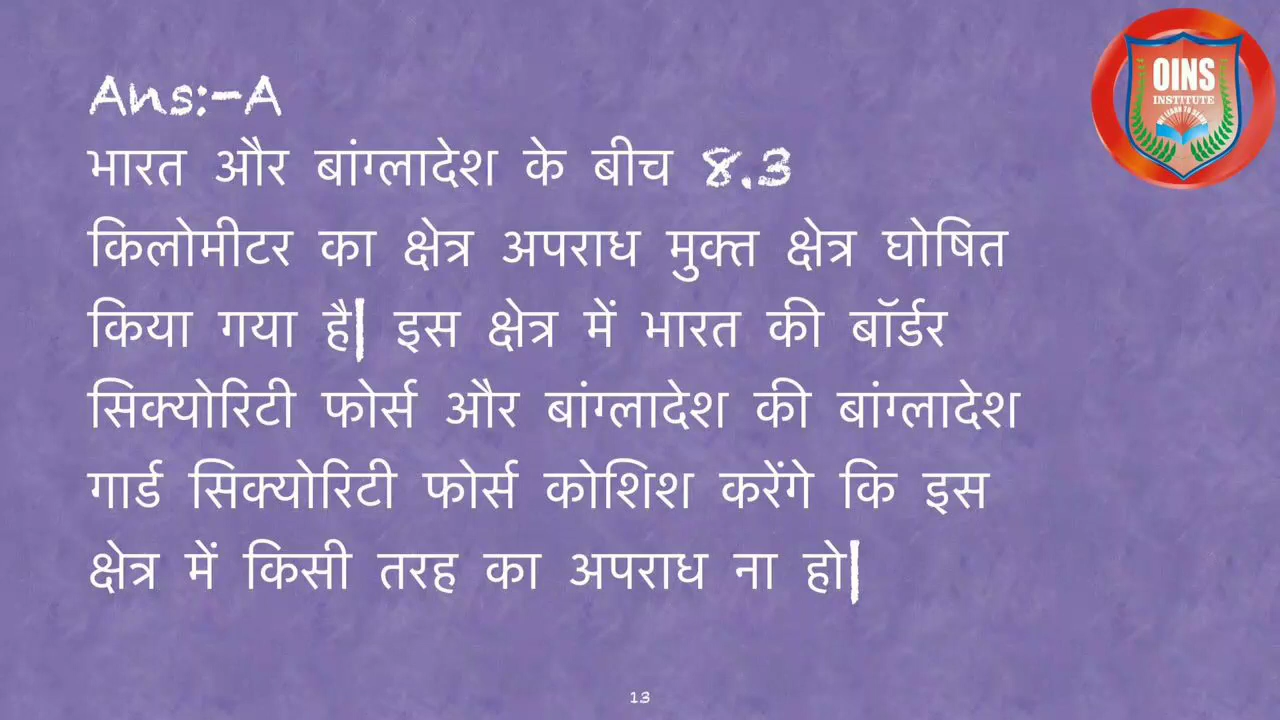 Ans:-A
भारत और बांग्लादेश के बीच 8.3
किलोमीटर का क्षेत्र अपराध मुक्त क्षेत्र घोषित
किया गया है| इस क्षेत्र में भारत की बॉर्डर
सिक्योरिटी फोर्स और बांग्लादेश की बांग्लादेश
गार्ड सिक्योरिटी फोर्स कोशिश करेंगे कि इस
क्षेत्र में किसी तरह का अपराध ना हो|
OINS
INSTITUTE
13